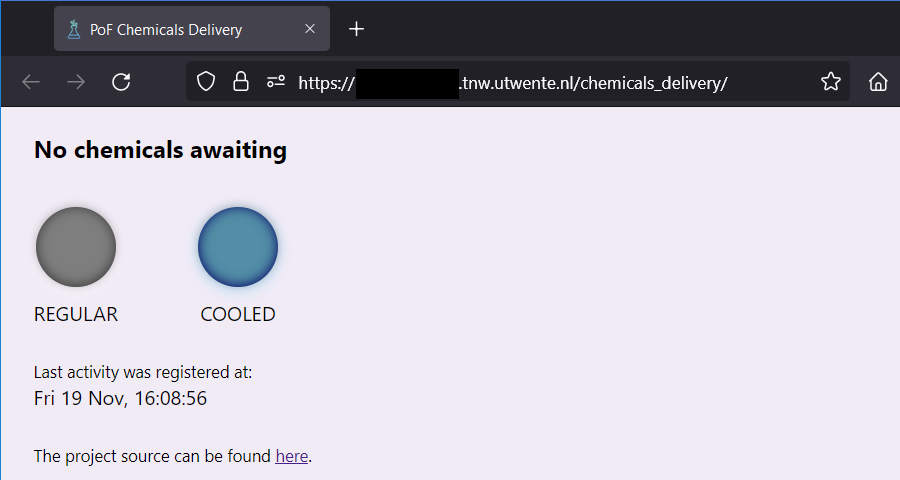 PoF Chemicals Delivery
https:// .tnw.utwente.nl/chemicals_delivery/
No chemicals awaiting
REGULAR COOLED
Last activity was registered at:
Fri 19 Nov, 16:08:56
The project source can be found here.